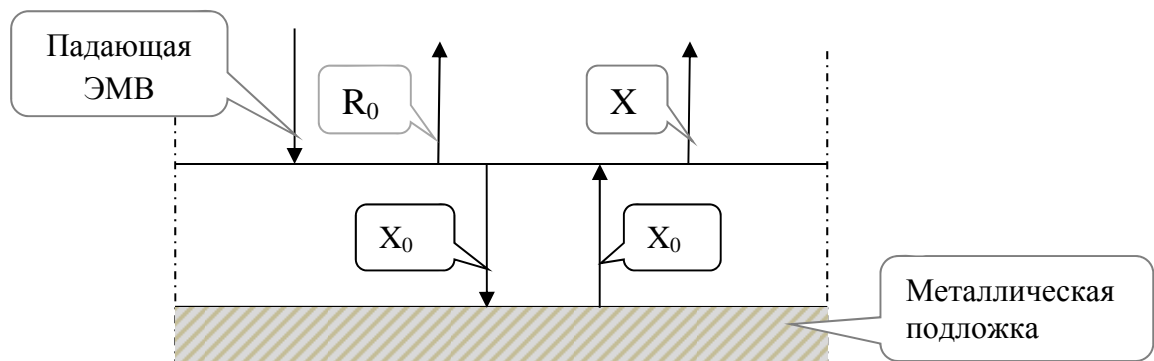 Падающая
ЭМВ
R₀
X
X₀
X₀
Металлическая
подложка